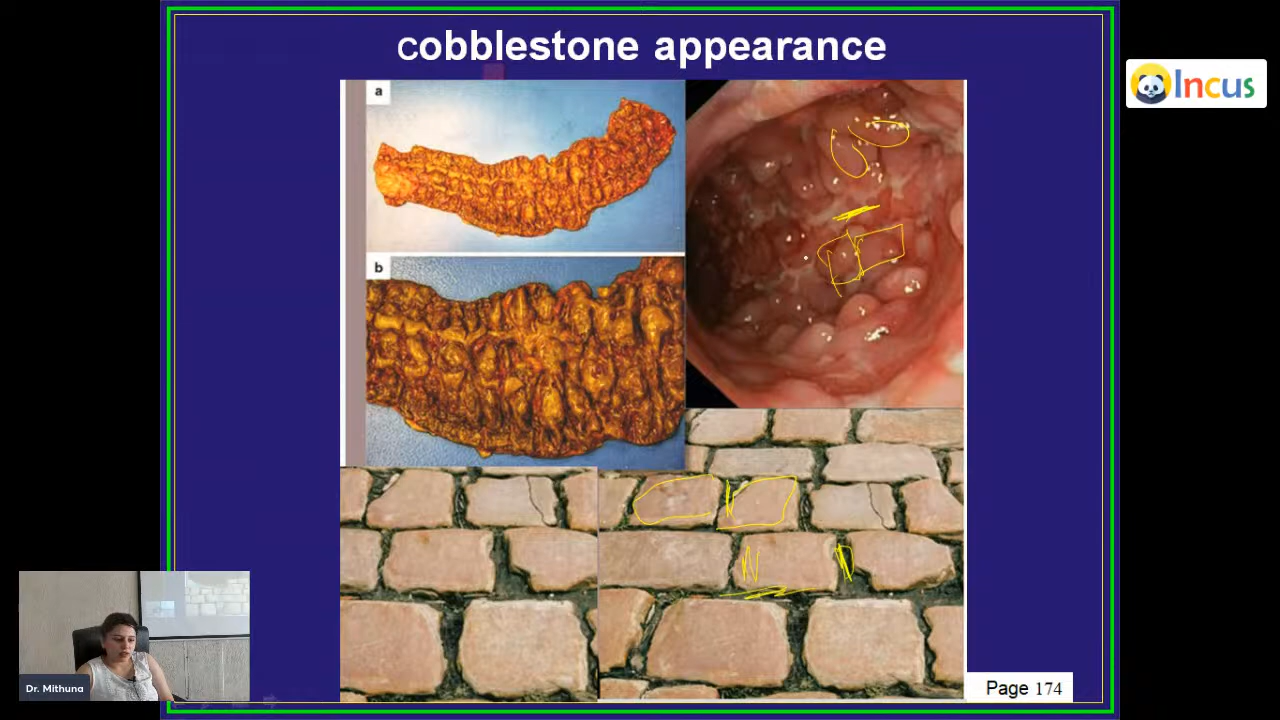 cobblestone appearance
Incus
a
b
N
N
Dr. Mithuna
Page 174